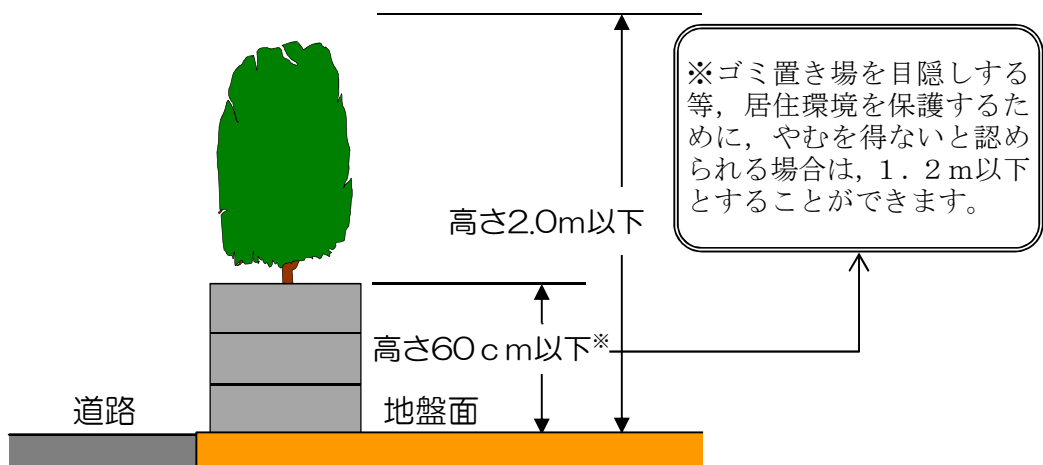 ※ゴミ置き場を目隠しする
等，居住環境を保護するため
に，やむを得ないと認め
られる場合は，１．２ｍ以下
とすることができます。
高さ2.0m以下
高さ60ｃｍ以下※
道路
地盤面